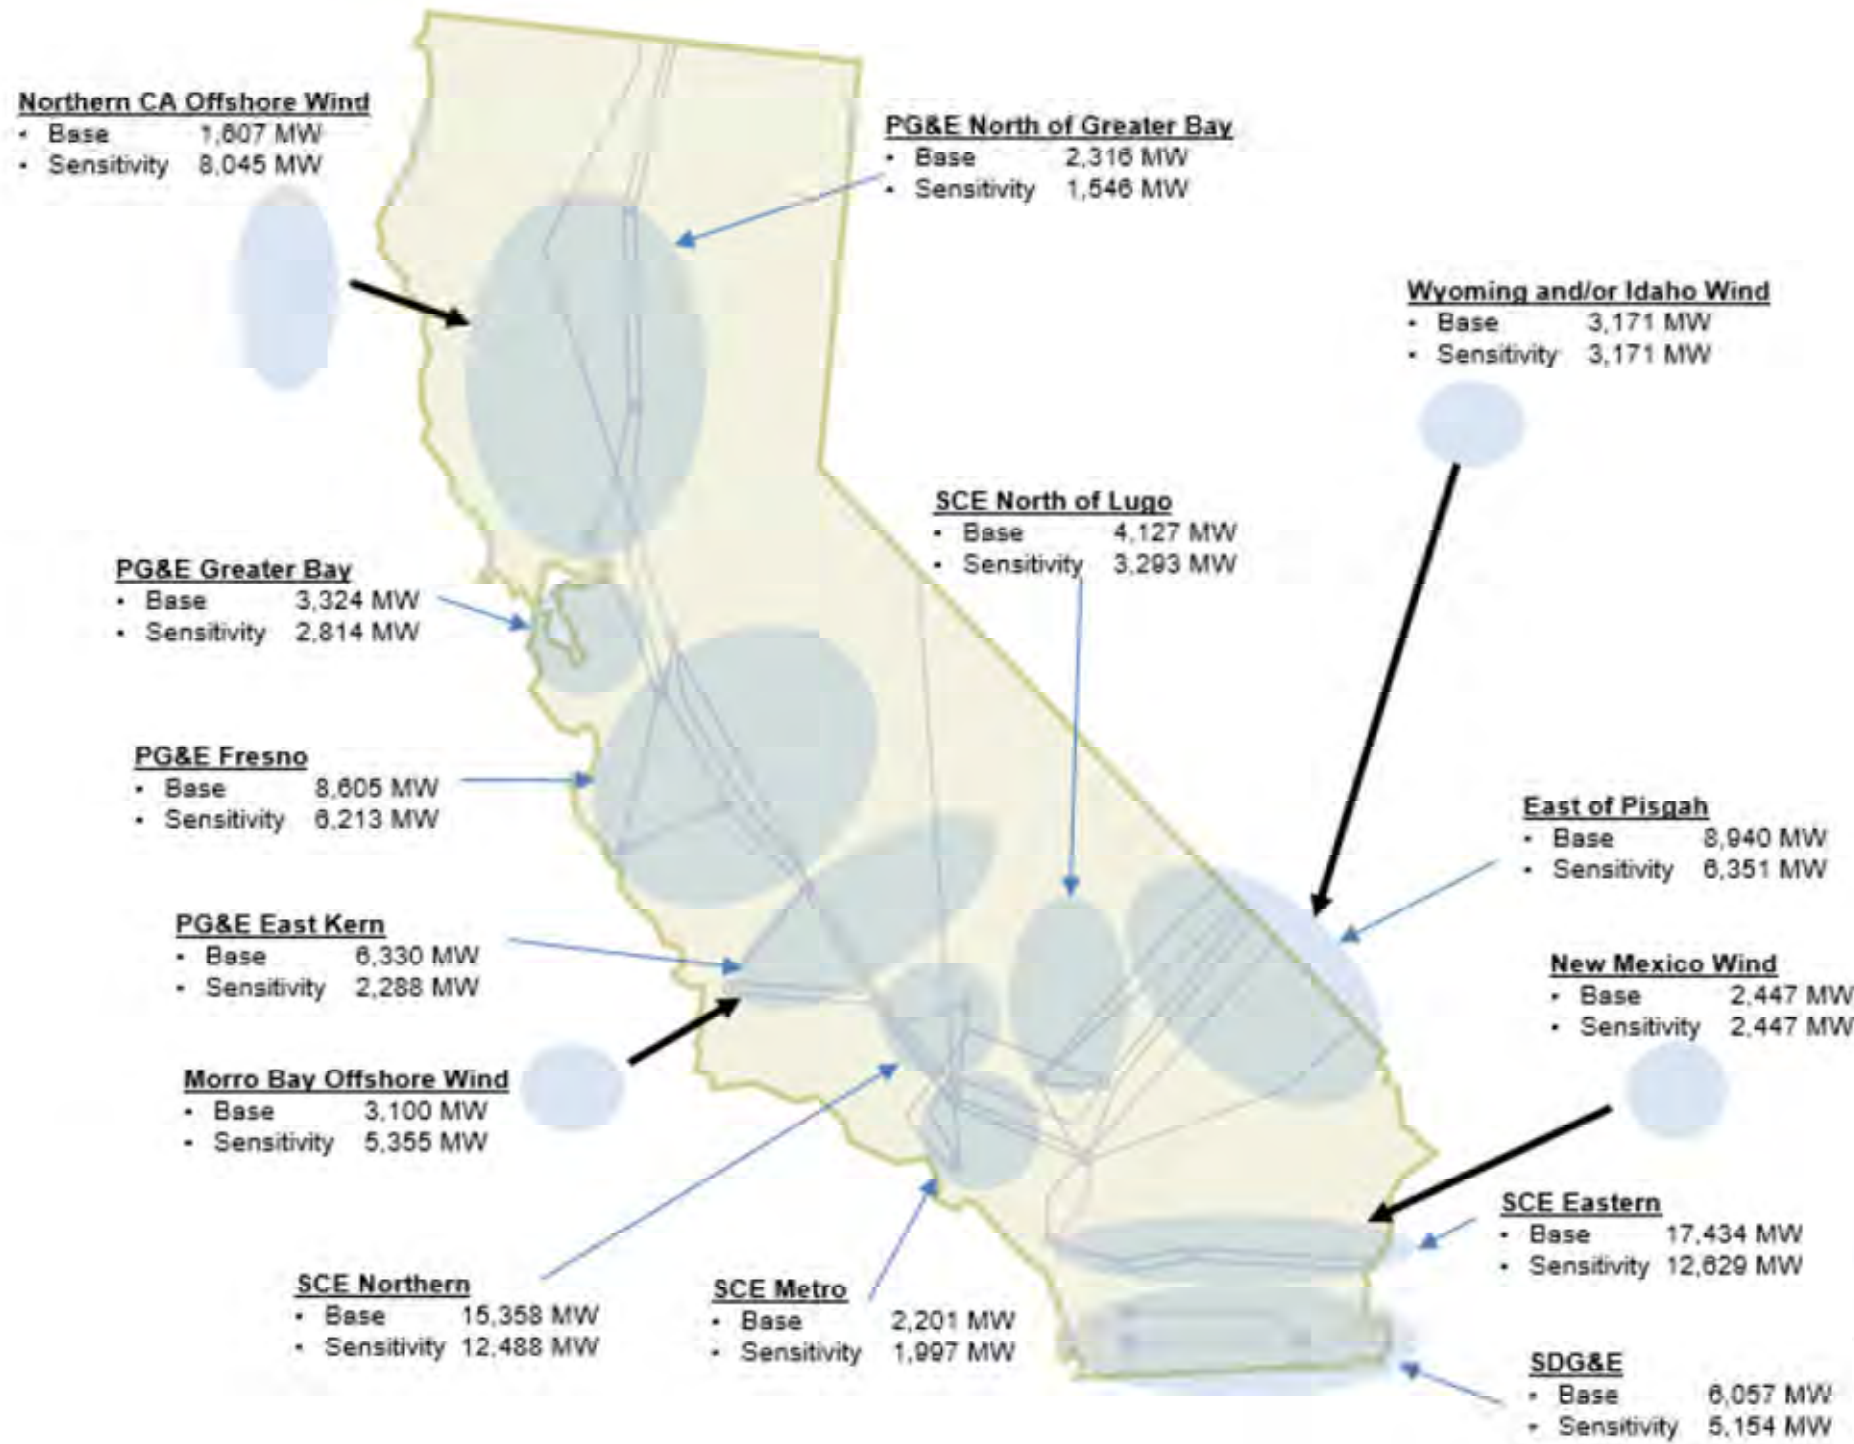 Northern CA Offshore Wind
• Base 1,607 MW
• Sensitivity 8,045 MW
PG&E North of Greater Bay
• Base 2,316 MW
• Sensitivity 1,546 MW
Wyoming and/or Idaho Wind
• Base 3,171 MW
• Sensitivity 3,171 MW
SCE North of Lugo
• Base 4,127 MW
• Sensitivity 3,293 MW
PG&E Greater Bay
• Base 3,324 MW
• Sensitivity 2,814 MW
PG&E Fresno
• Base 8,605 MW
• Sensitivity 6,213 MW
East of Pisgah
• Base 8,940 MW
• Sensitivity 6,351 MW
PG&E East Kern
• Base 6,330 MW
• Sensitivity 2,288 MW
New Mexico Wind
• Base 2,447 MW
• Sensitivity 2,447 MW
Morro Bay Offshore Wind
• Base 3,100 MW
• Sensitivity 5,355 MW
SCE Eastern
• Base 17,434 MW
• Sensitivity 12,629 MW
SCE Northern
• Base 15,358 MW
• Sensitivity 12,488 MW
SCE Metro
• Base 2,201 MW
• Sensitivity 1,997 MW
SDG&E
• Base 6,057 MW
• Sensitivity 5,154 MW